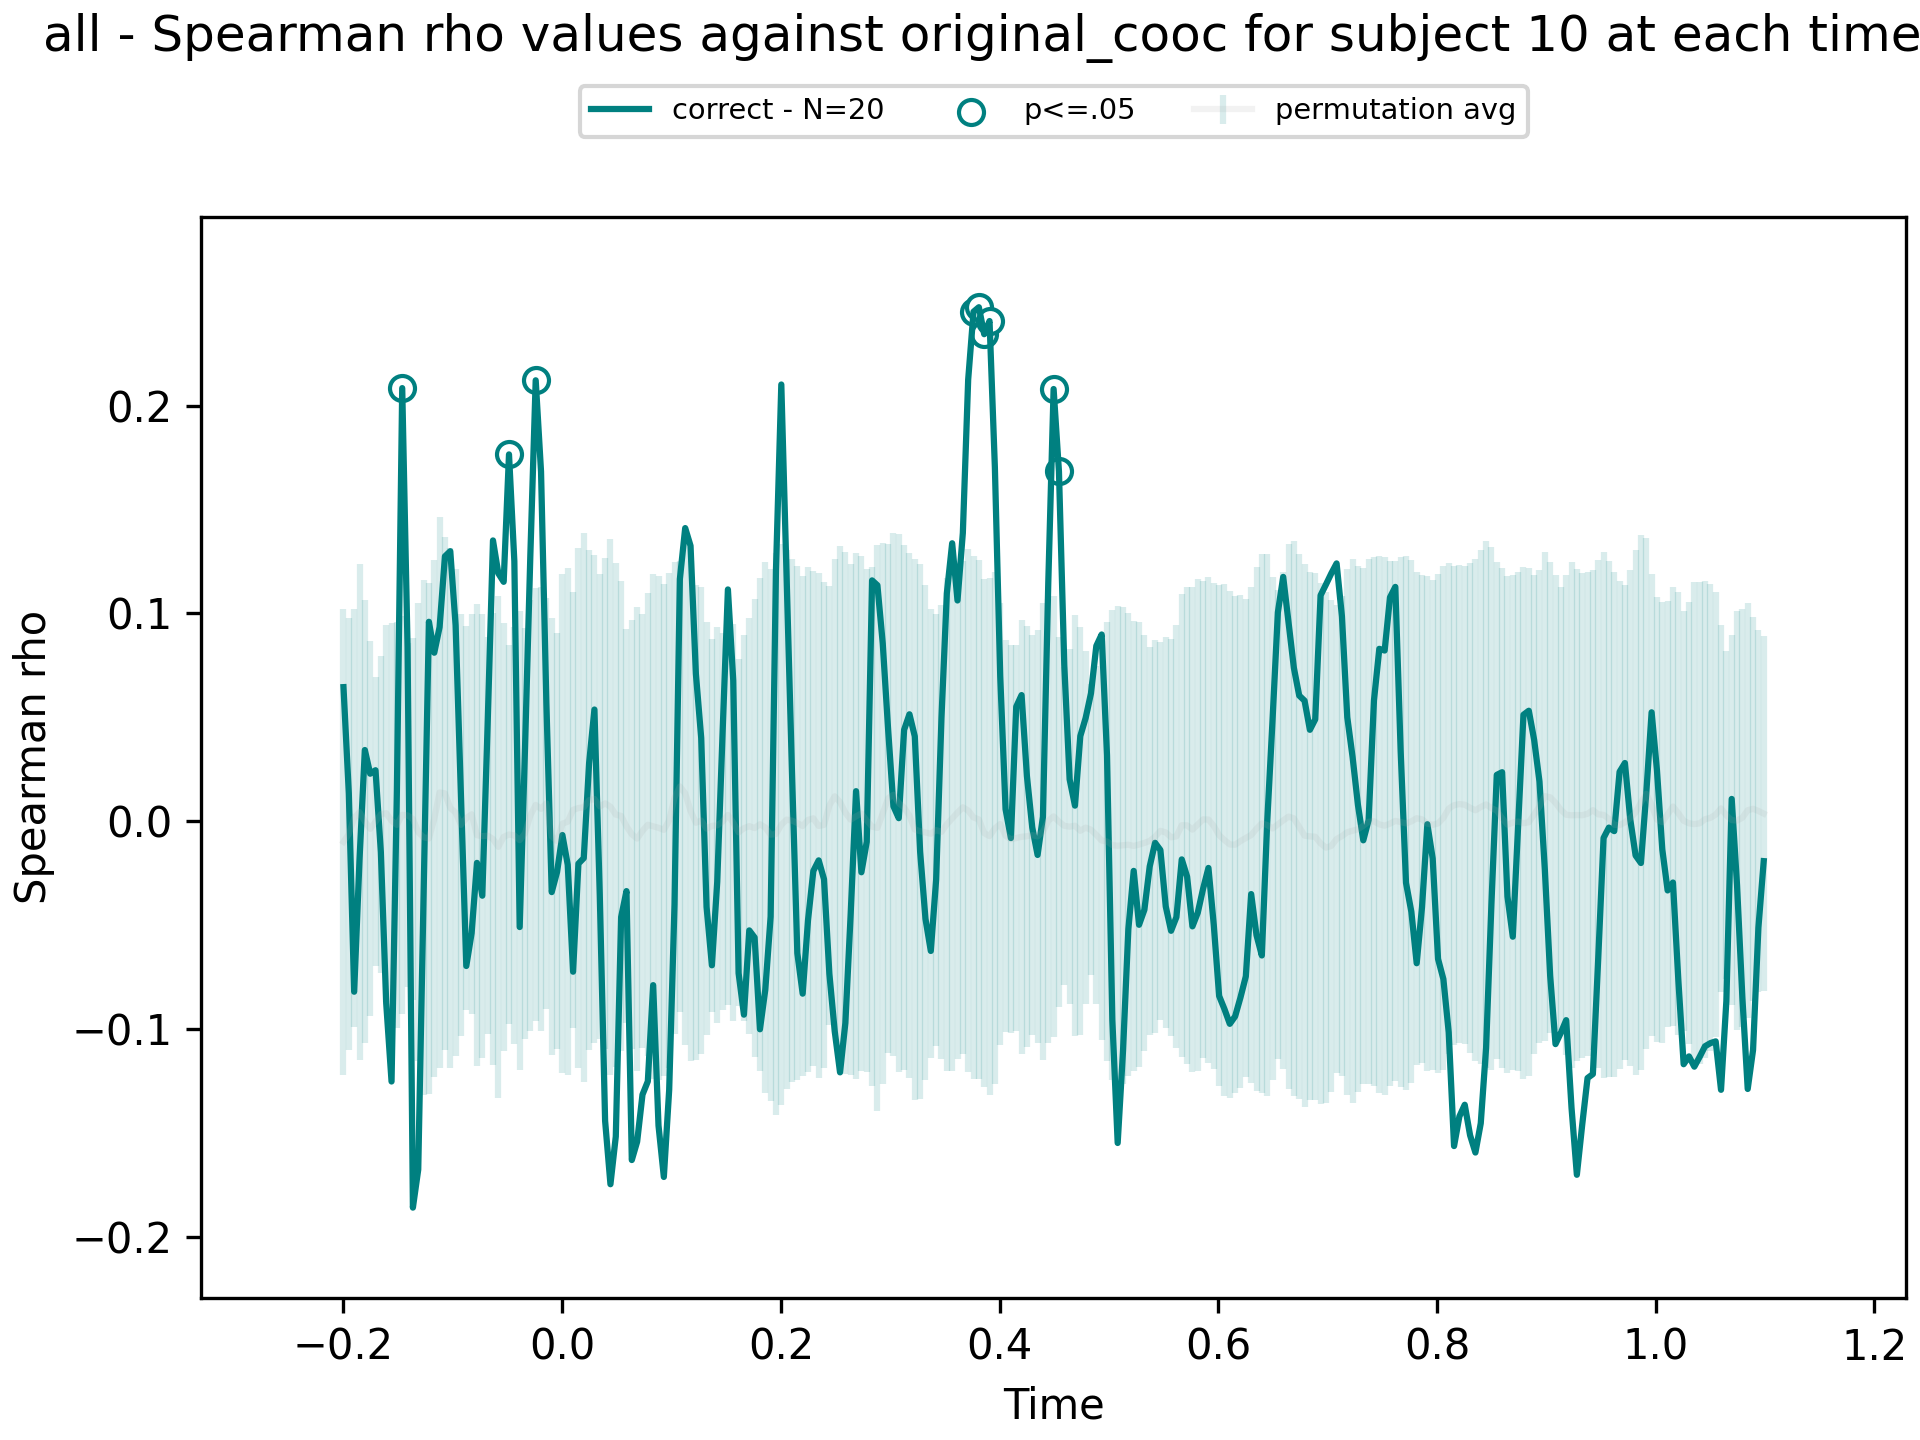 all - Spearman rho values against original_cooc for subject 10 at each time
correct - N=20 p<=.05 permutation avg
Spearman rho
0.2
0.1
0.0
−0.1
−0.2
−0.2 0.0 0.2 0.4 0.6 0.8 1.0 1.2
Time